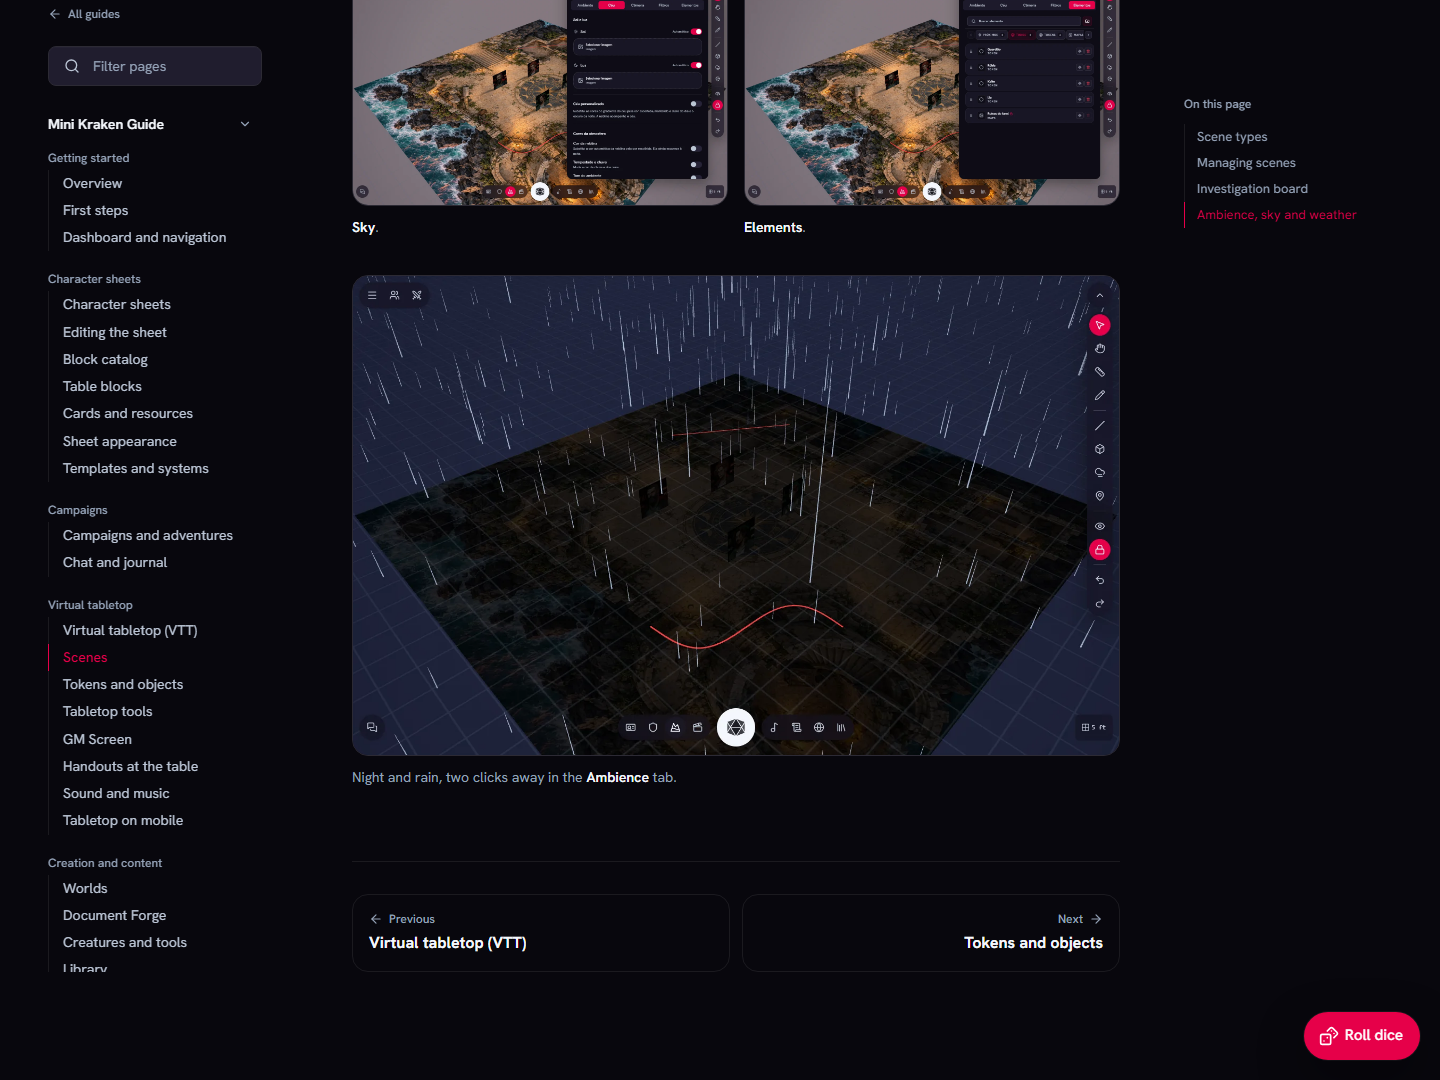 All guides
Filter pages
Mini Kraken Guide
Getting started
Overview
First steps
Dashboard and navigation
Character sheets
Character sheets
Editing the sheet
Block catalog
Table blocks
Cards and resources
Sheet appearance
Templates and systems
Campaigns
Campaigns and adventures
Chat and journal
Virtual tabletop
Virtual tabletop (VTT)
Scenes
Tokens and objects
Tabletop tools
GM Screen
Handouts at the table
Sound and music
Tabletop on mobile
Creation and content
Worlds
Document Forge
Creatures and tools
Library
Sky.
Elements.
5 ft
Night and rain, two clicks away in the Ambience tab.
Previous
Virtual tabletop (VTT)
Next
Tokens and objects
On this page
Scene types
Managing scenes
Investigation board
Ambience, sky and weather
Roll dice